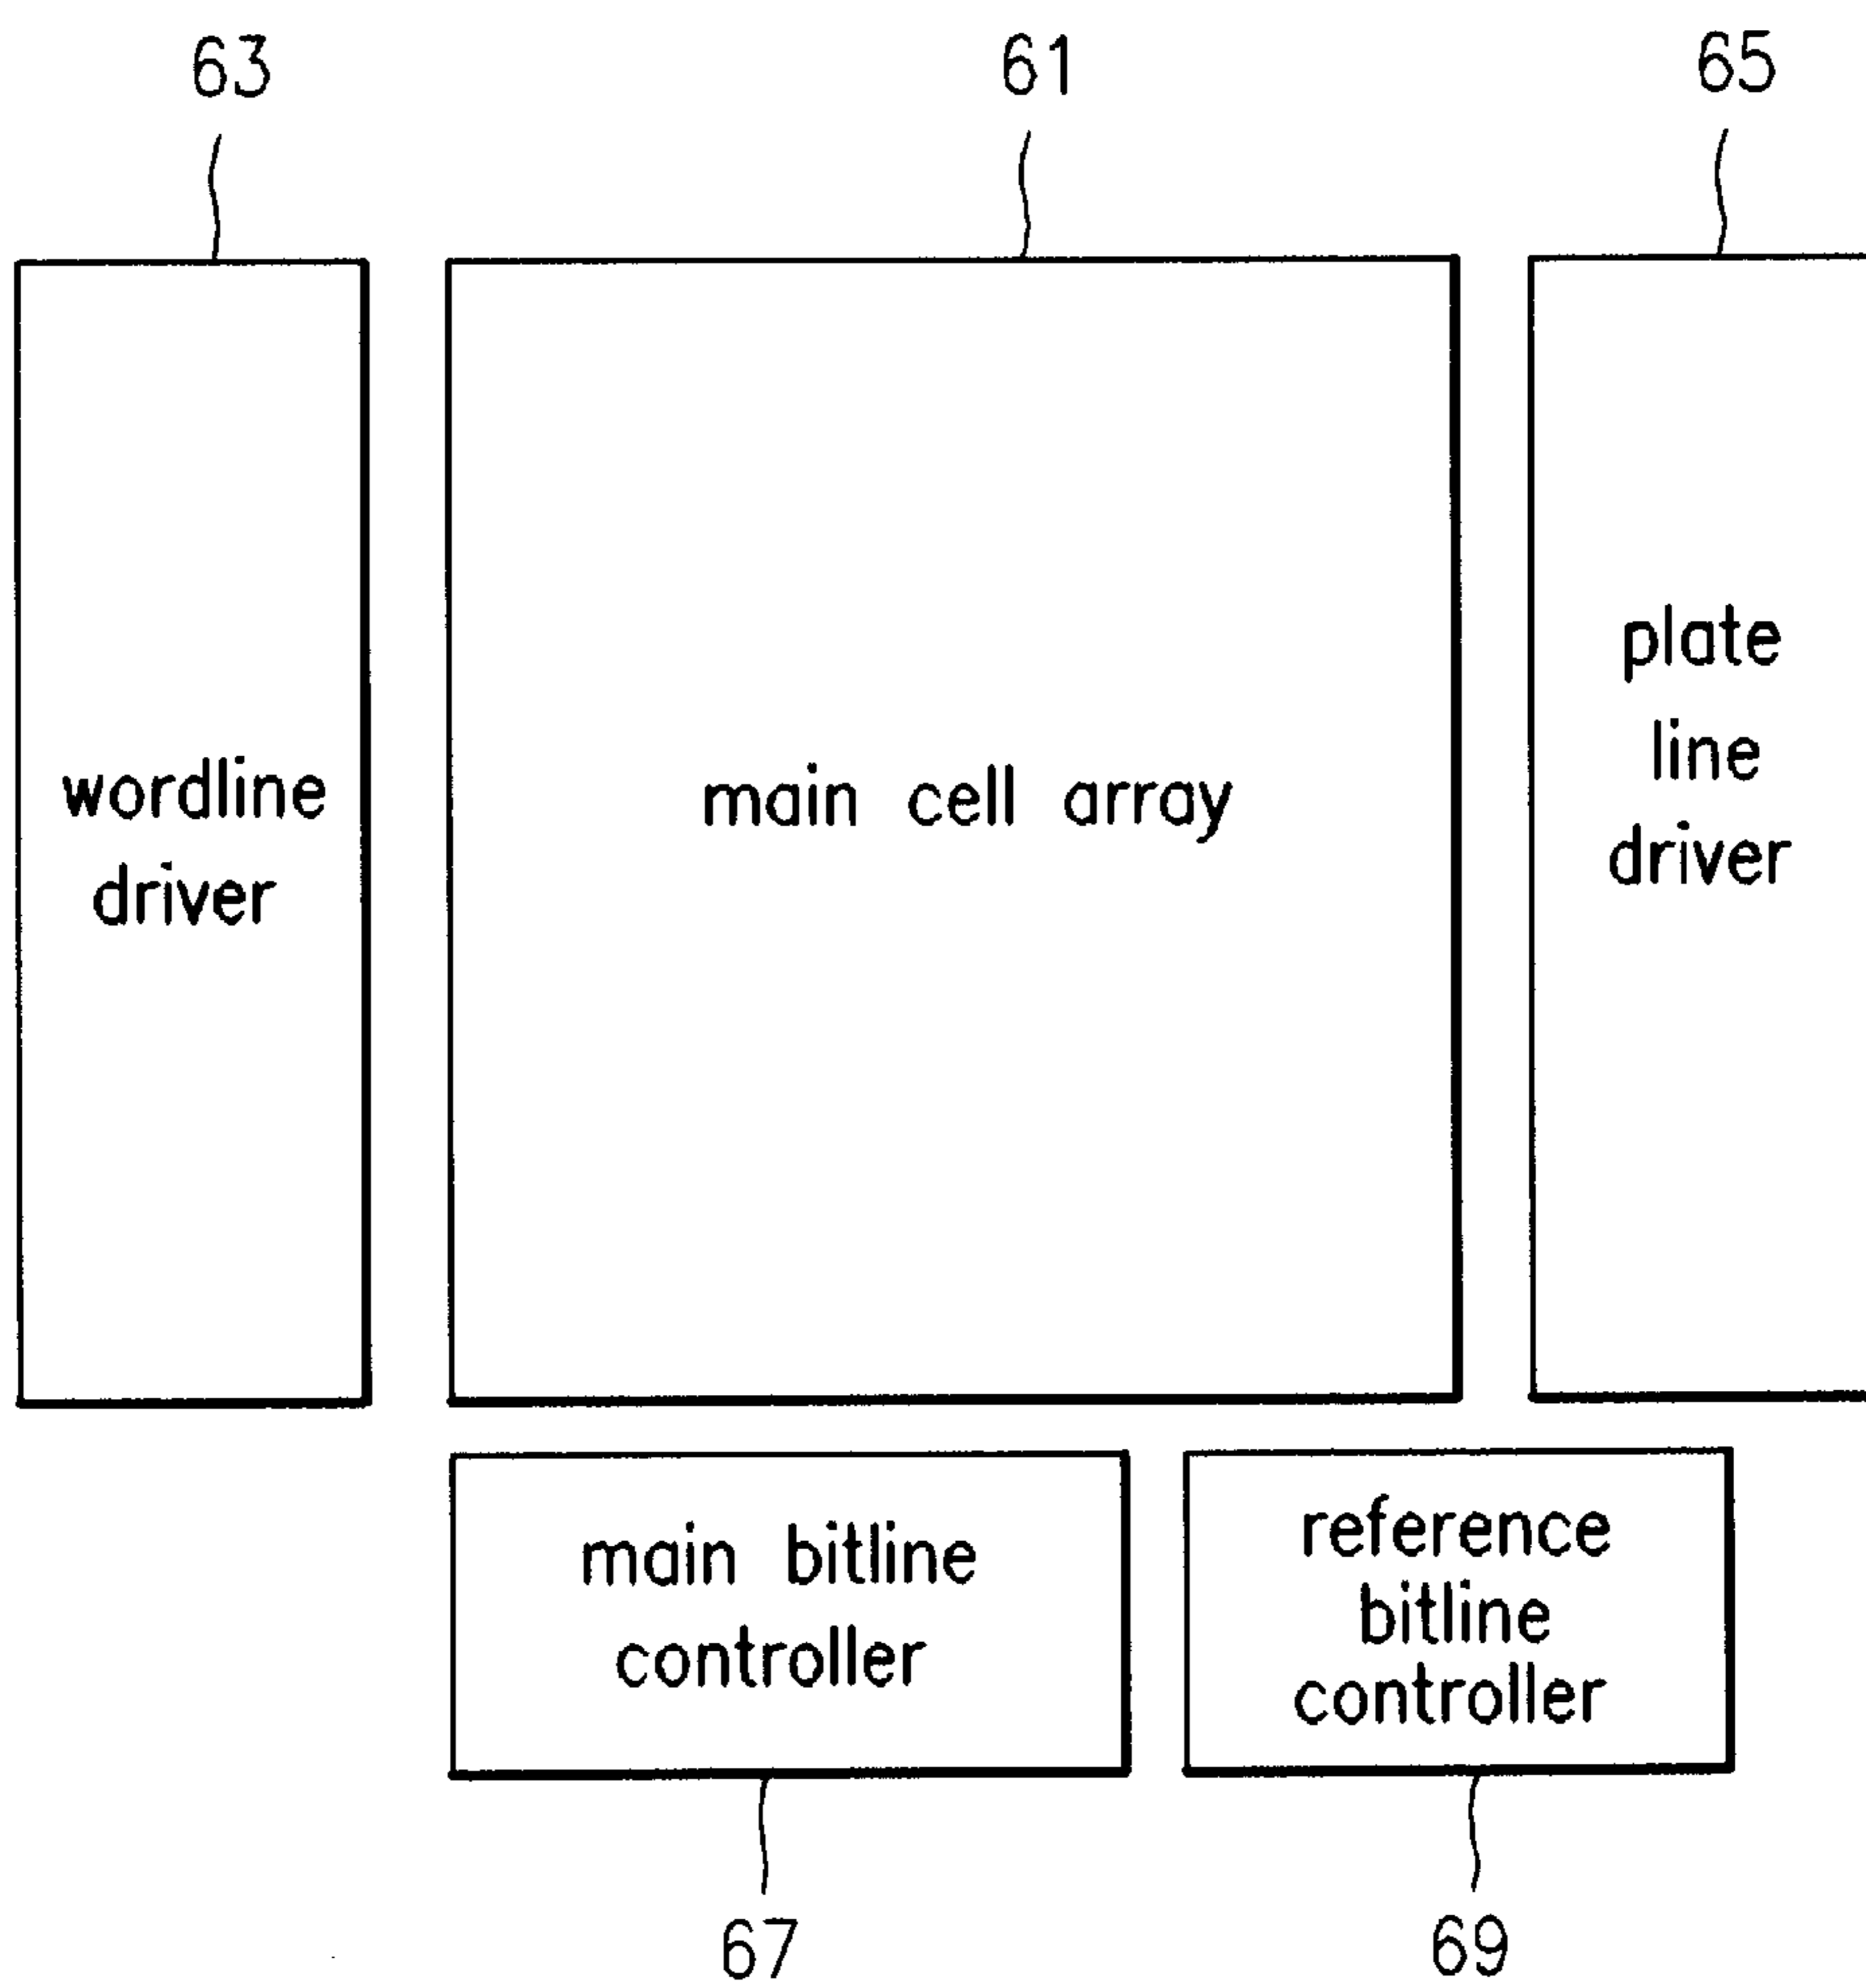 63
61
65
wordline
driver
main cell array
plate
line
driver
main bitline
controller
reference
bitline
controller
67
69